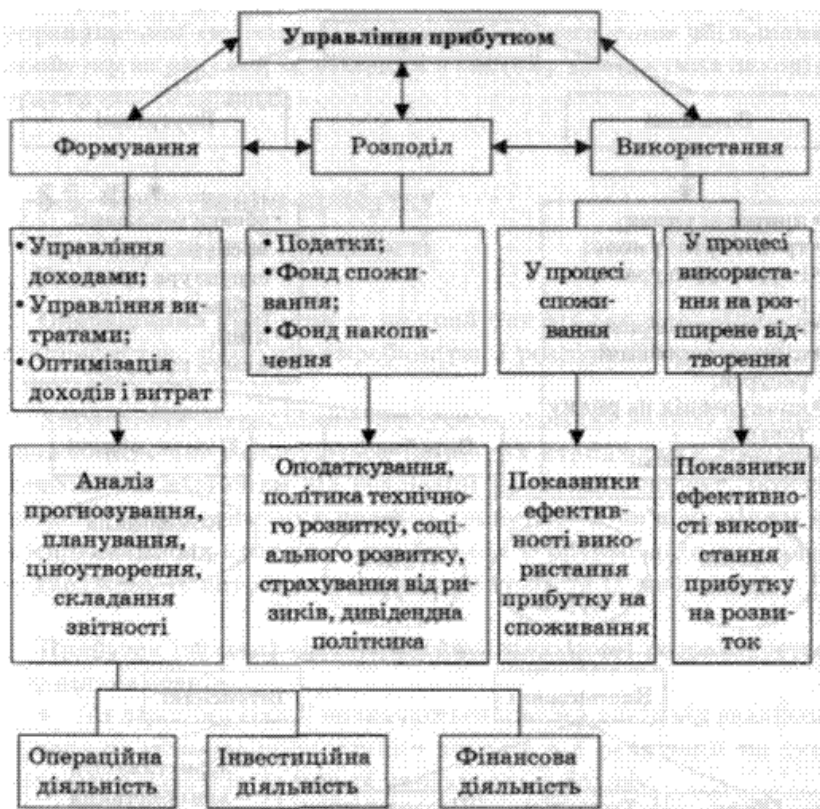 Управління прибутком
Формування
Розподіл
Використання
• Управління
доходами;
• Управління ви-
тратами;
• Оптимізація
доходів і витрат
• Податки;
• Фонд спожи-
вання;
• Фонд накопи-
чення
У процесі
спожи-
вання
У процесі
використа-
ння на роз-
ширене від-
творення
Аналіз
прогнозування,
планування,
ціноутворення,
складання
звітності
Оподаткування,
політика технічно-
го розвитку, соці-
ального розвитку,
страхування від ри-
зиків, дивідендна
політкика
Показники
ефектив-
ності вико-
ристання
прибутку на
споживання
Показники
ефективно-
сті викори-
стання
прибутку
на розви-
ток
Операційна
діяльність
Інвестиційна
діяльність
Фінансова
діяльність